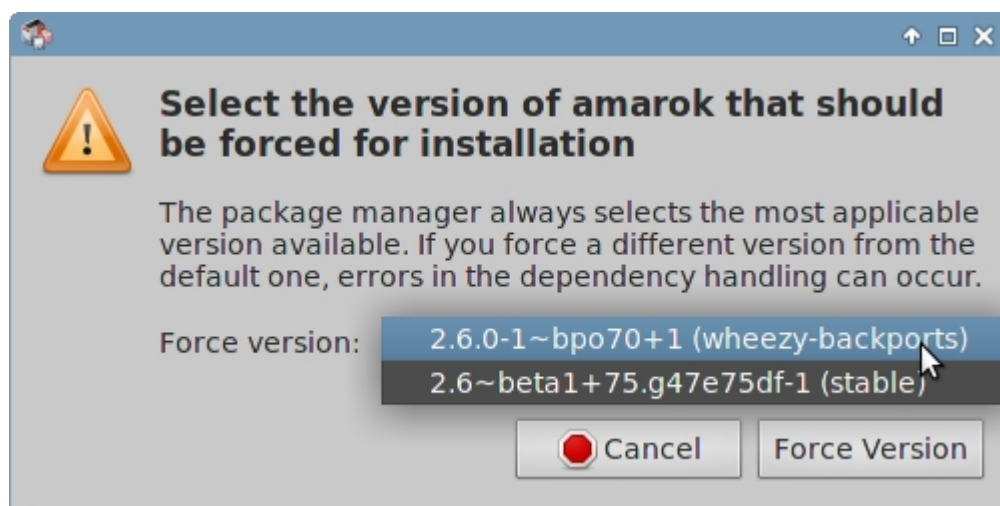 Select the version of amarok that should
be forced for installation
The package manager always selects the most applicable
version available. If you force a different version from the
default one, errors in the dependency handling can occur.
Force version:
2.6.0-1~bpo70+1 (wheezy-backports)
2.6~beta1+75.g47e75df-1 (stable)
Cancel
Force Version